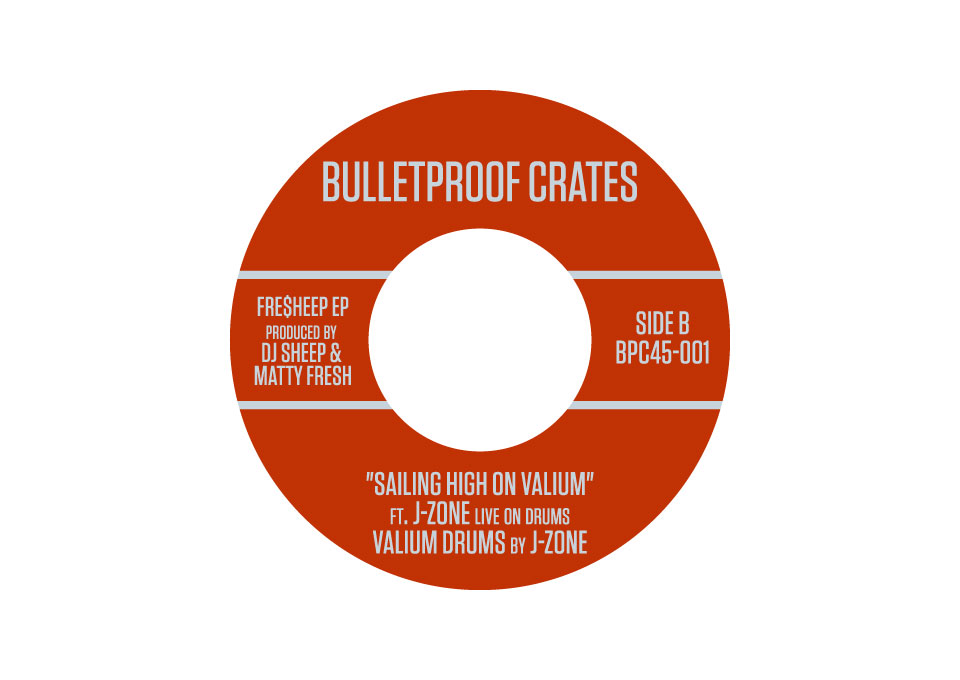 BULLETPROOF CRATES
FRE$HEEP EP
PRODUCED BY
DJ SHEEP &
MATTY FRESH
SIDE B
BPC45-001
"SAILING HIGH ON VALIUM"
FT. J-ZONE LIVE ON DRUMS
VALIUM DRUMS BY J-ZONE